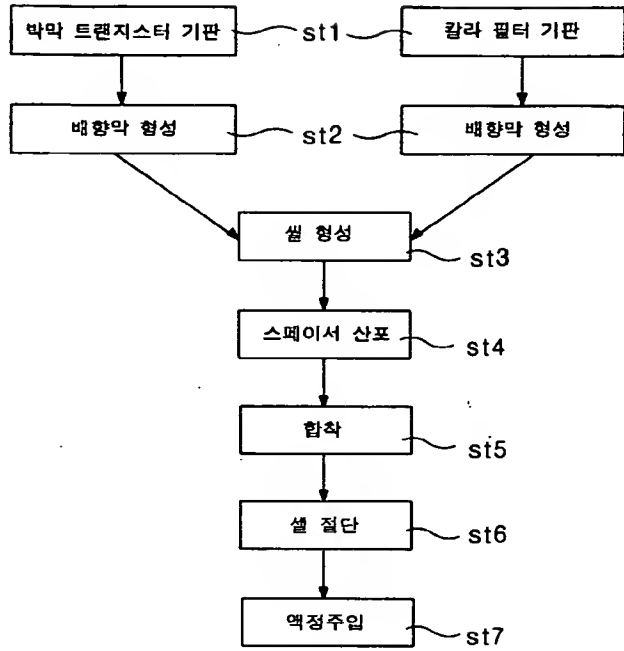 박막 트랜지스터 기판 st1 캄라 필터 기판
배향막 형성 st2 배향막 형성
씰 형성
st3
스페이서 산포
st4
합착
st5
셀 절단
st6
액정주입
st7